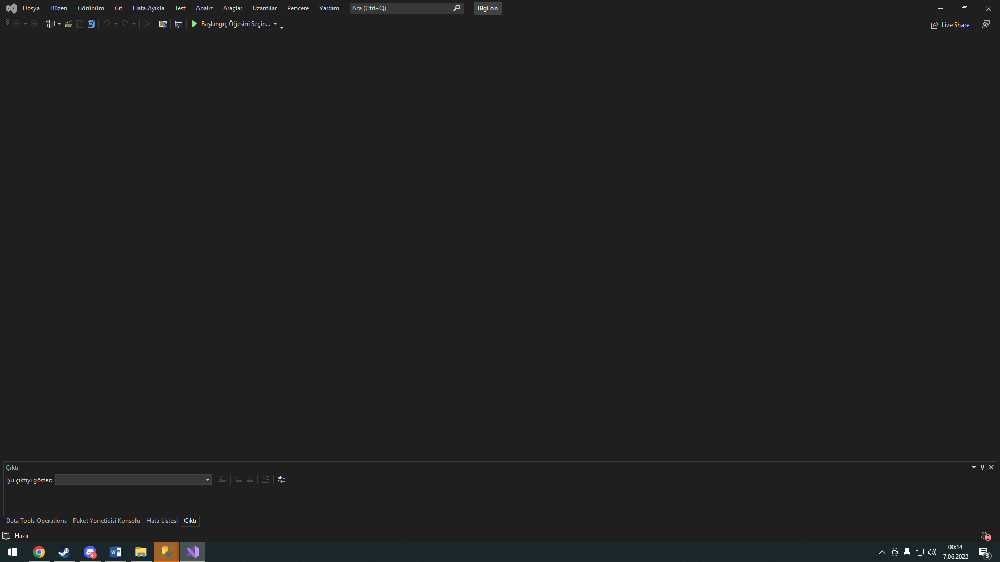 Dosya Düzen Görünüm Git Hata Ayıkla Test Analiz Araçlar Uzantılar Pencere Yardım Ara (Ctrl+Q) BigCon
Başlangıç Öğesini Seçin... Live Share
Çıktı
Şu çıktıyı göster:
Data Tools Operations Paket Yöneticisi Konsolu Hata Listesi Çıktı
Hazır 2
9+ 00:14
7.06.2022 3